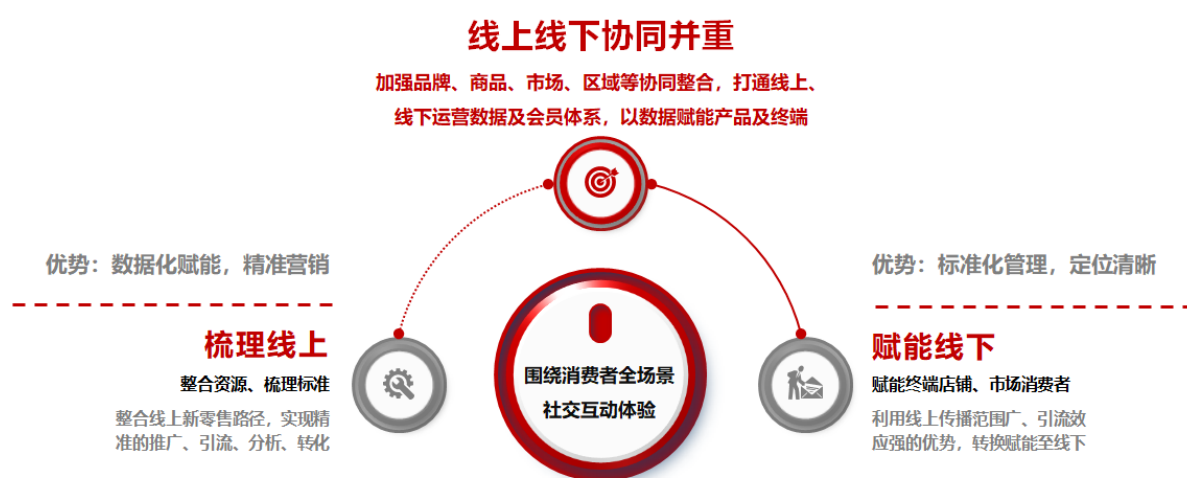 线上线下协同并重
加强品牌、商品、市场、区域等协同整合，打通线上、
线下运营数据及会员体系，以数据赋能产品及终端
优势：数据化赋能，精准营销
梳理线上
整合资源、梳理标准
整合线上新零售路径，实现精
准的推广、引流、分析、转化
围绕消费者全场景
社交互动体验
优势：标准化管理，定位清晰
赋能线下
赋能终端店铺、市场消费者
利用线上传播范围广、引流效
应强的优势，转换赋能至线下